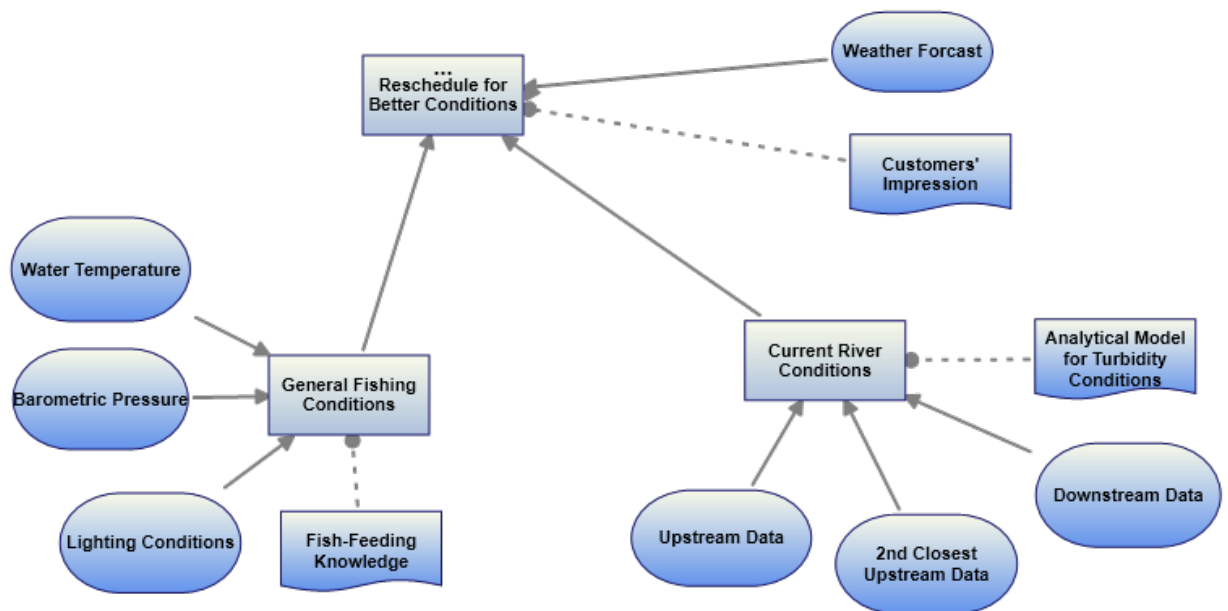 Weather Forcast
...
Reschedule for
Better Conditions
Customers'
Impression
Water Temperature
Analytical Model
for Turbidity
Conditions
Current River
Conditions
General Fishing
Conditions
Barometric Pressure
Downstream Data
Upstream Data
Lighting Conditions
Fish-Feeding
Knowledge
2nd Closest
Upstream Data